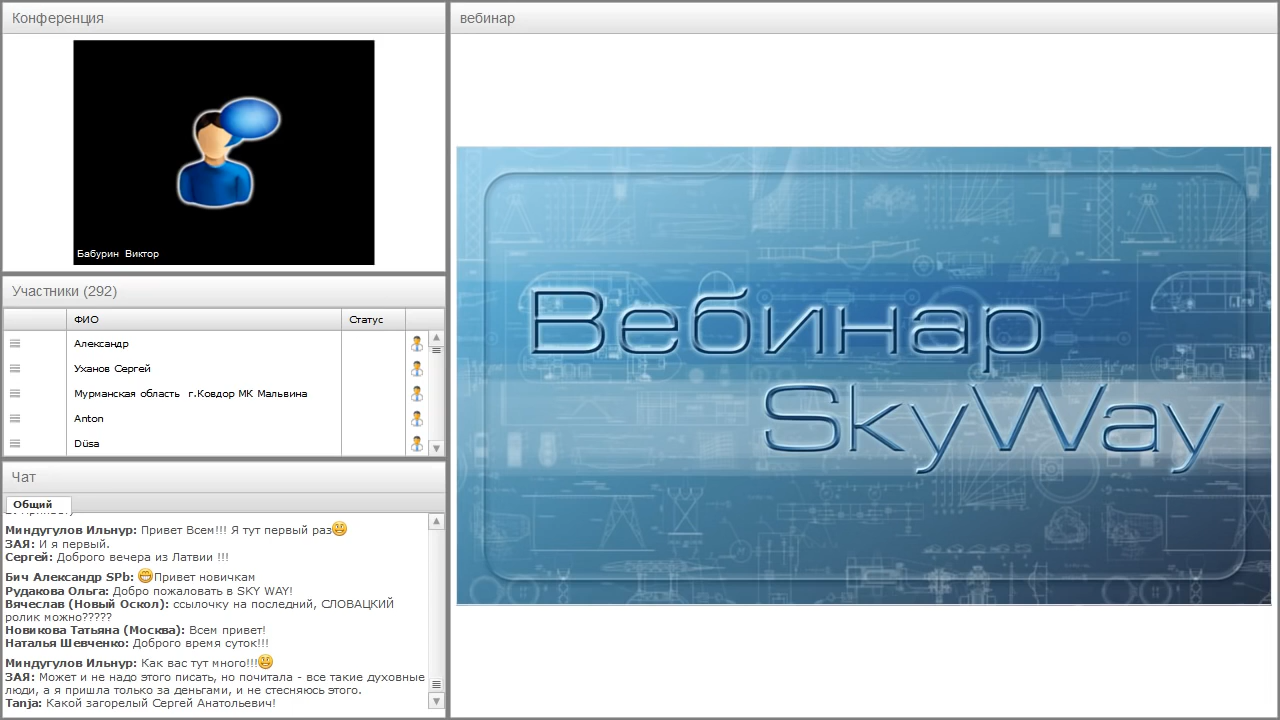 Конференция
Бабурин Виктор
Участники (292)
ФИО Статус
Александр
Уханов Сергей
Мурманская область г.Ковдор МК Мальвина
Anton
Düsa
Чат
Общий
Миндугулов Ильнур: Привет Всем!!! Я тут первый раз
ЗАЯ: И я первый.
Сергей: Доброго вечера из Латвии !!!
Бич Александр SPb: Привет новичкам
Рудакова Ольга: Добро пожаловать в SKY WAY!
Вячеслав (Новый Оскол): ссылочку на последний, СЛОВАЦКИЙ
ролик можно?????
Новикова Татьяна (Москва): Всем привет!
Наталья Шевченко: Доброго время суток!!!
Миндугулов Ильнур: Как вас тут много!!!
ЗАЯ: Может и не надо этого писать, но почитала - все такие духовные
люди, а я пришла только за деньгами, и не стесняюсь этого.
Tanja: Какой загорелый Сергей Анатольевич!
вебинар
Вебинар
SkyWay